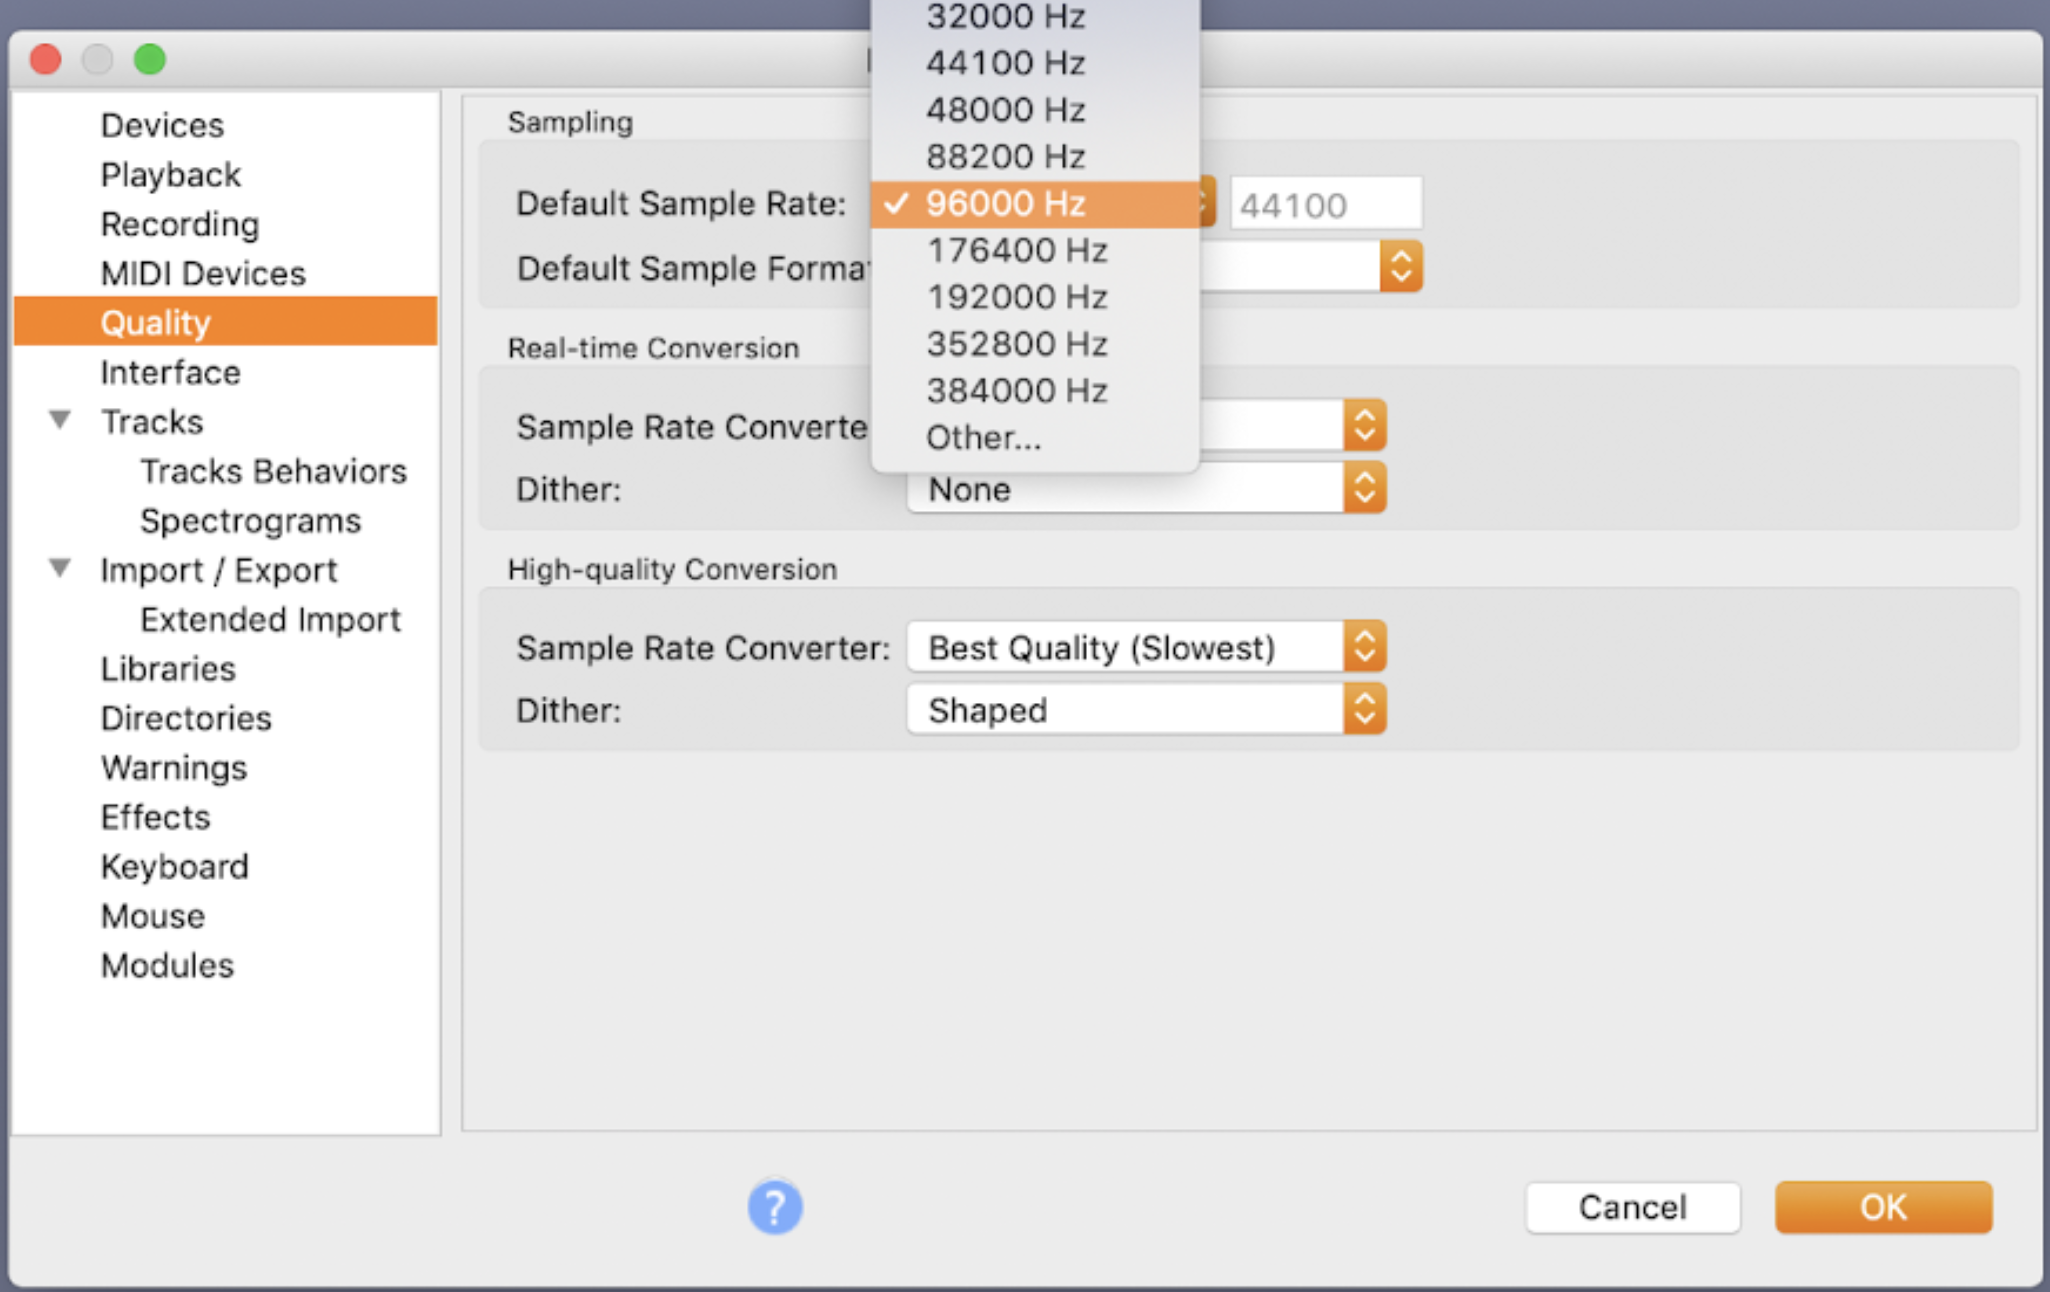 Devices
Playback
Recording
MIDI Devices
Quality
Interface
Tracks
Tracks Behaviors
Spectrograms
Import / Export
Extended Import
Libraries
Directories
Warnings
Effects
Keyboard
Mouse
Modules
Sampling
Default Sample Rate:
44100
Default Sample Format
32000 Hz
44100 Hz
48000 Hz
88200 Hz
✓ 96000 Hz
176400 Hz
192000 Hz
352800 Hz
384000 Hz
Other...
Real-time Conversion
Sample Rate Converte
Dither: None
High-quality Conversion
Sample Rate Converter: Best Quality (Slowest)
Dither: Shaped
?
Cancel
OK